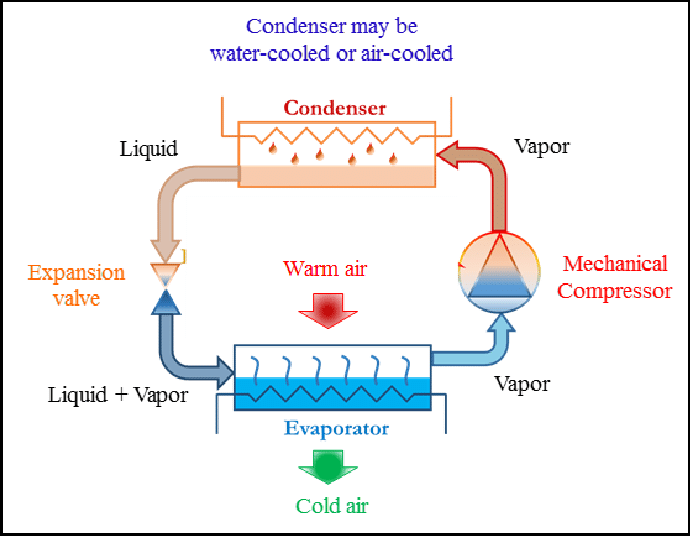 Condenser may be
water-cooled or air-cooled
Condenser
Liquid
Vapor
Expansion
valve
Warm air
Mechanical
Compressor
Liquid + Vapor
Vapor
Evaporator
Cold air